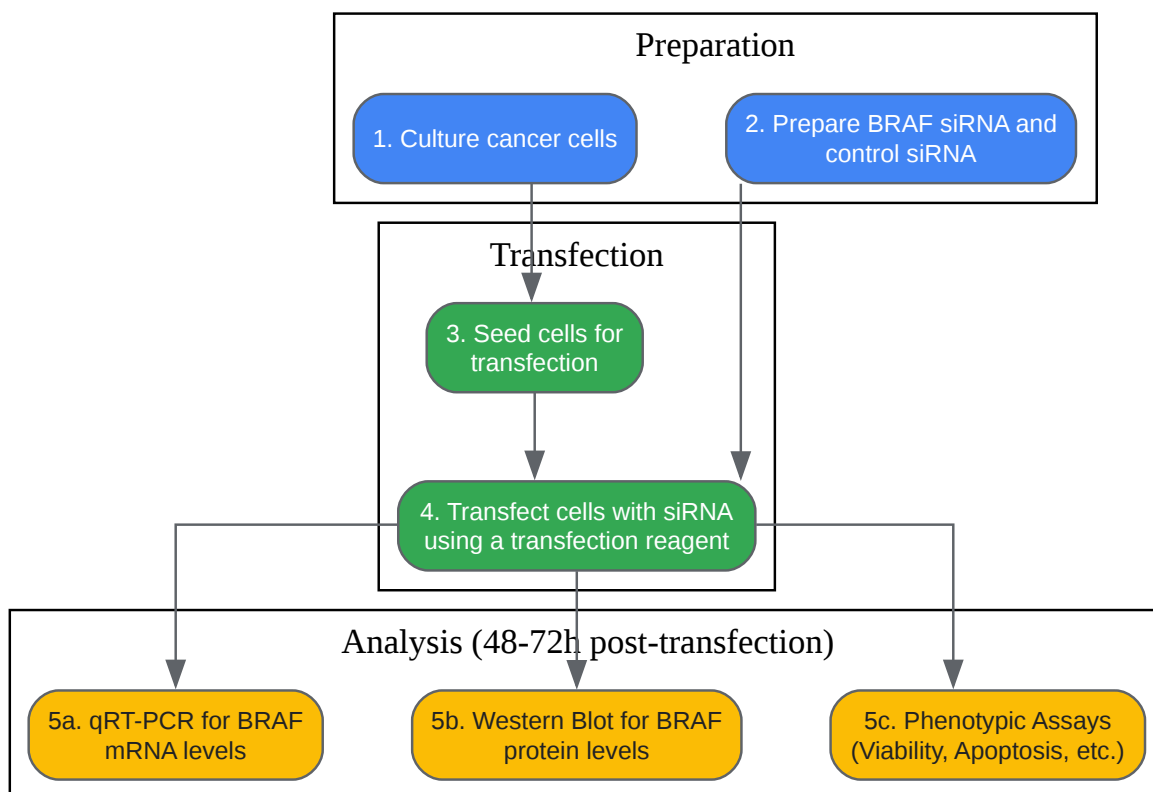 Preparation
1. Culture cancer cells
2. Prepare BRAF siRNA and
control siRNA
Transfection
3. Seed cells for
transfection
4. Transfect cells with siRNA
using a transfection reagent
Analysis (48-72h post-transfection)
5a. qRT-PCR for BRAF
mRNA levels
5b. Western Blot for BRAF
protein levels
5c. Phenotypic Assays
(Viability, Apoptosis, etc.)